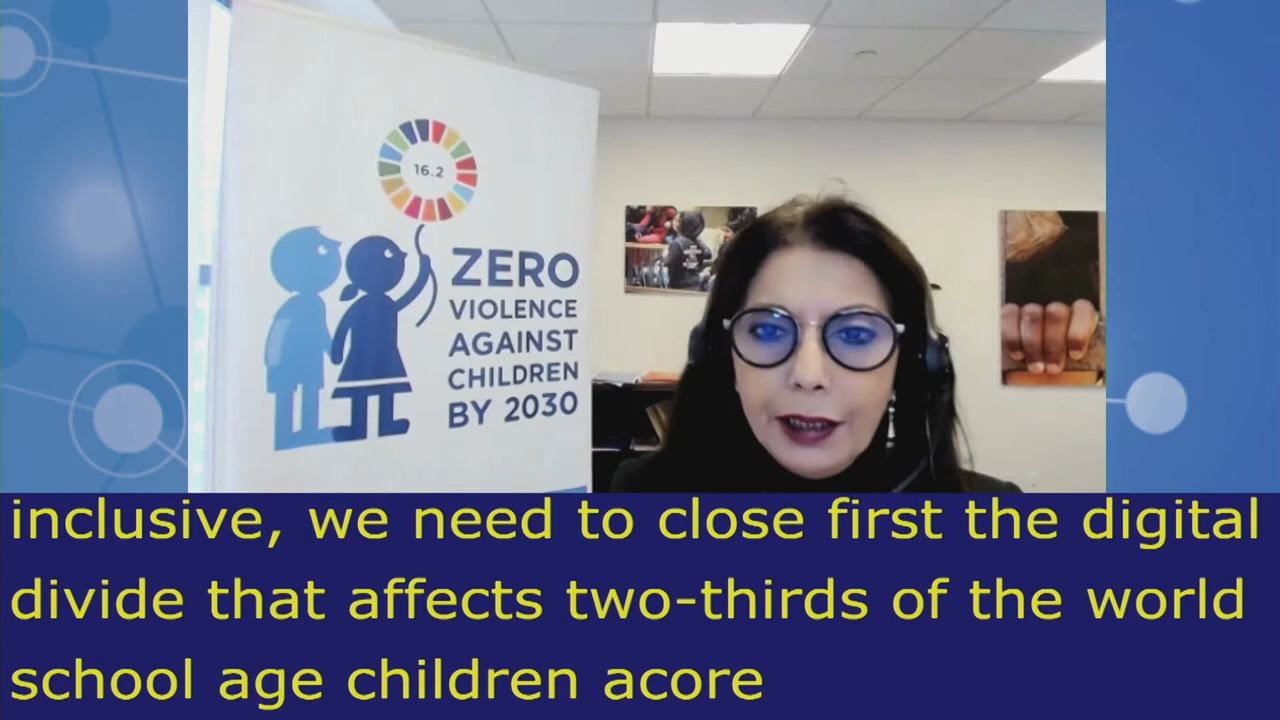 16.2
ZERO
VIOLENCE
AGAINST
CHILDREN
BY 2030
inclusive, we need to close first the digital
divide that affects two-thirds of the world
school age children acore